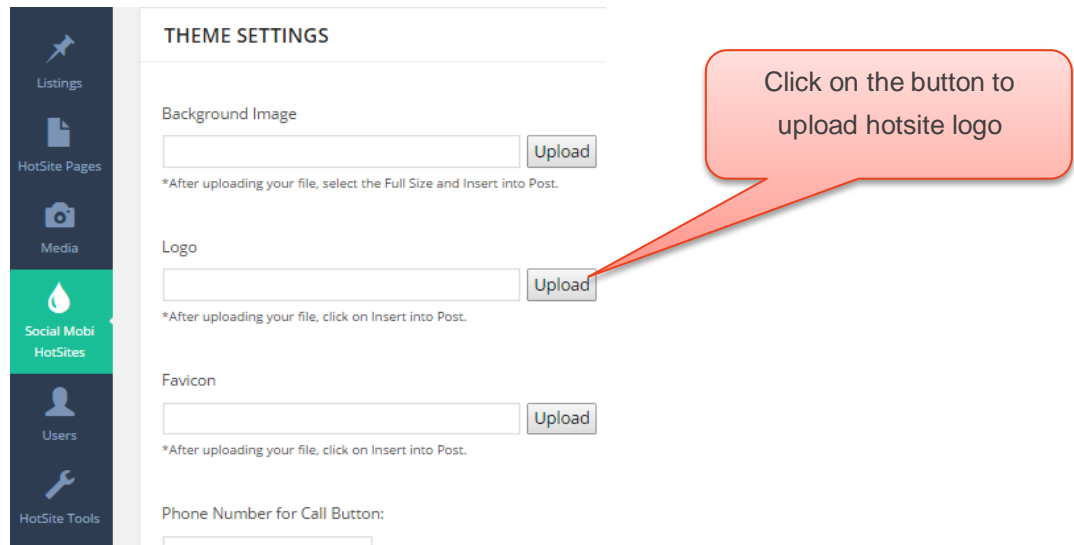 Listings
HotSite Pages
Media
Social Mobi
HotSites
Users
HotSite Tools
THEME SETTINGS
Background Image
Upload
*After uploading your file, select the Full Size and Insert into Post.
Logo
Upload
*After uploading your file, click on Insert into Post.
Favicon
Upload
*After uploading your file, click on Insert into Post.
Phone Number for Call Button:
Click on the button to
upload hotsite logo